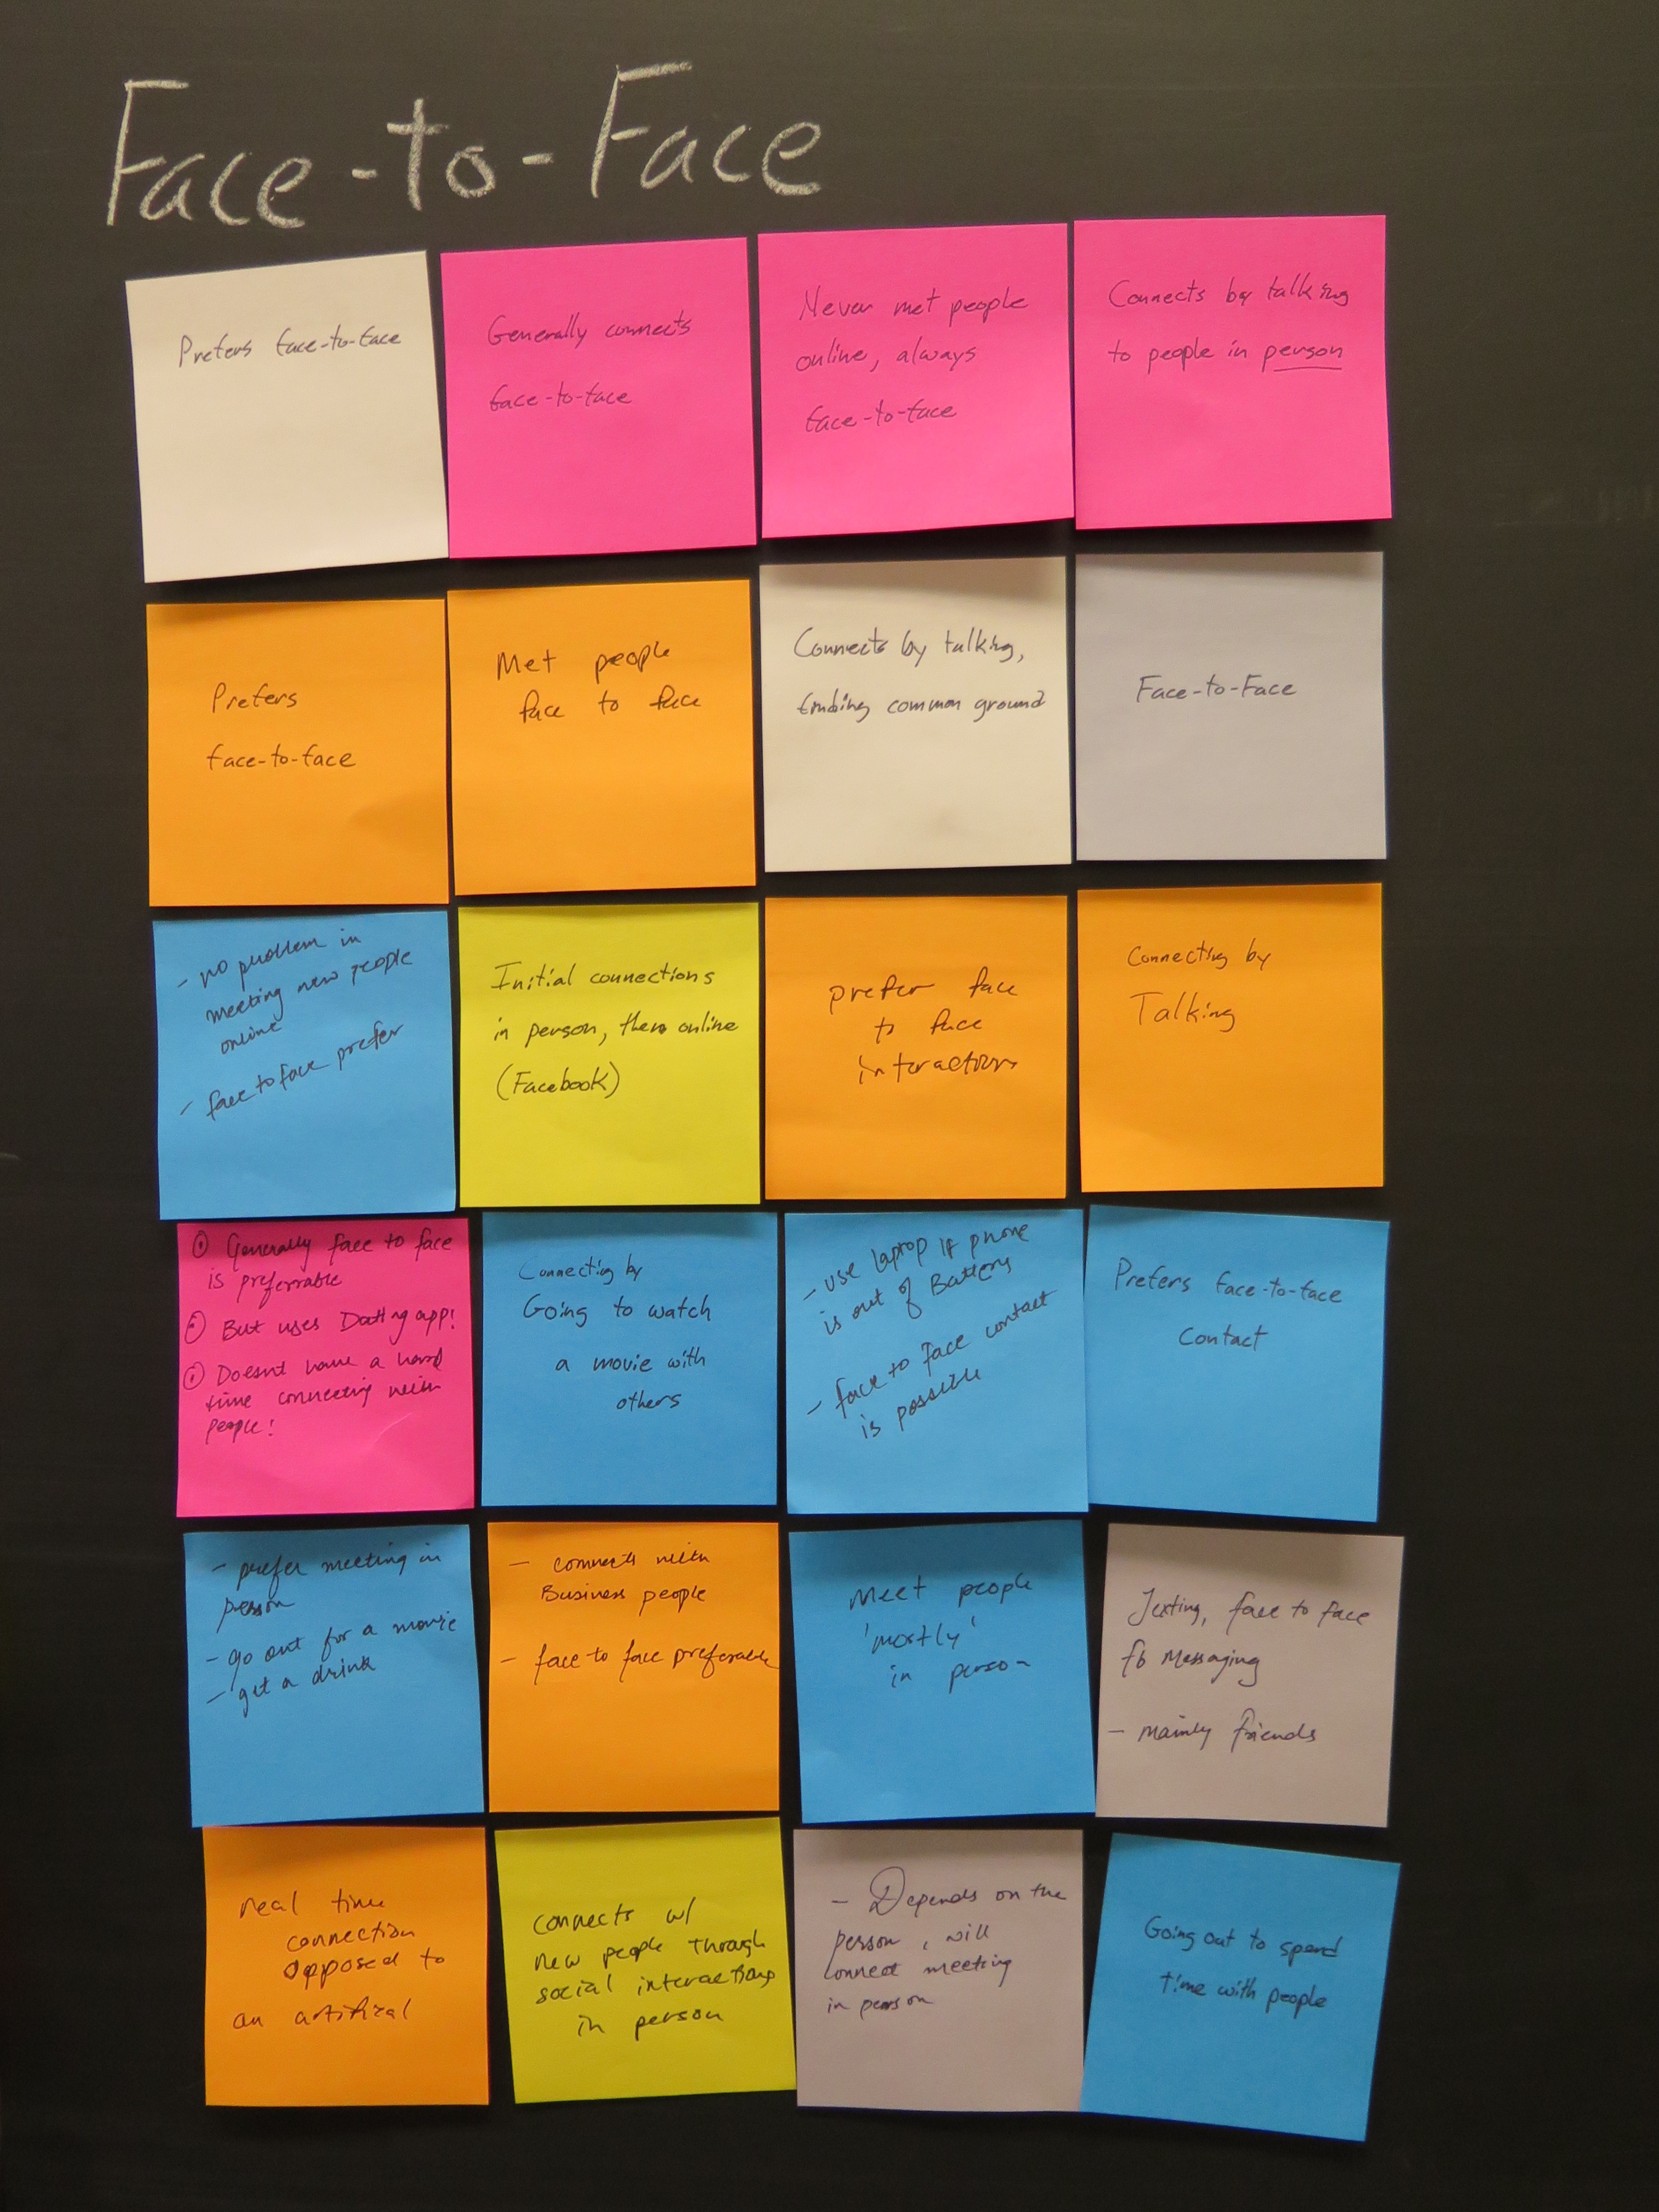 Face-to-Face
Prefers face-to-face
Generally connects
face-to-face
Never met people
online, always
face-to-face
Connects by talking
to people in person
Prefers
face-to-face
Met people
face to face
Connects by talking,
finding common ground
Face-to-Face
- no problem in
meeting new people
online
- face to face prefer
Initial connections
in person, then online
(Facebook)
prefer face
to face
interactions
Connecting by
Talking
Generally face to face
is preferrable
But uses Dating app!
Doesnt have a hard
time connecting with
people!
Connecting by
Going to watch
a movie with
others
- use laptop if phone
is out of Battery
- face to face contact
is possible
Prefers face-to-face
contact
- prefer meeting in
person
- go out for a movie
- get a drink
- connects with
Business people
- face to face preferable
Meet people
'mostly'
in person
Texting, face to face
fb Messaging
- mainly friends
real time
connection
opposed to
an artifical
connects w/
new people through
social interactions
in person
- Depends on the
person, will
connect meeting
in person
Going out to spend
time with people